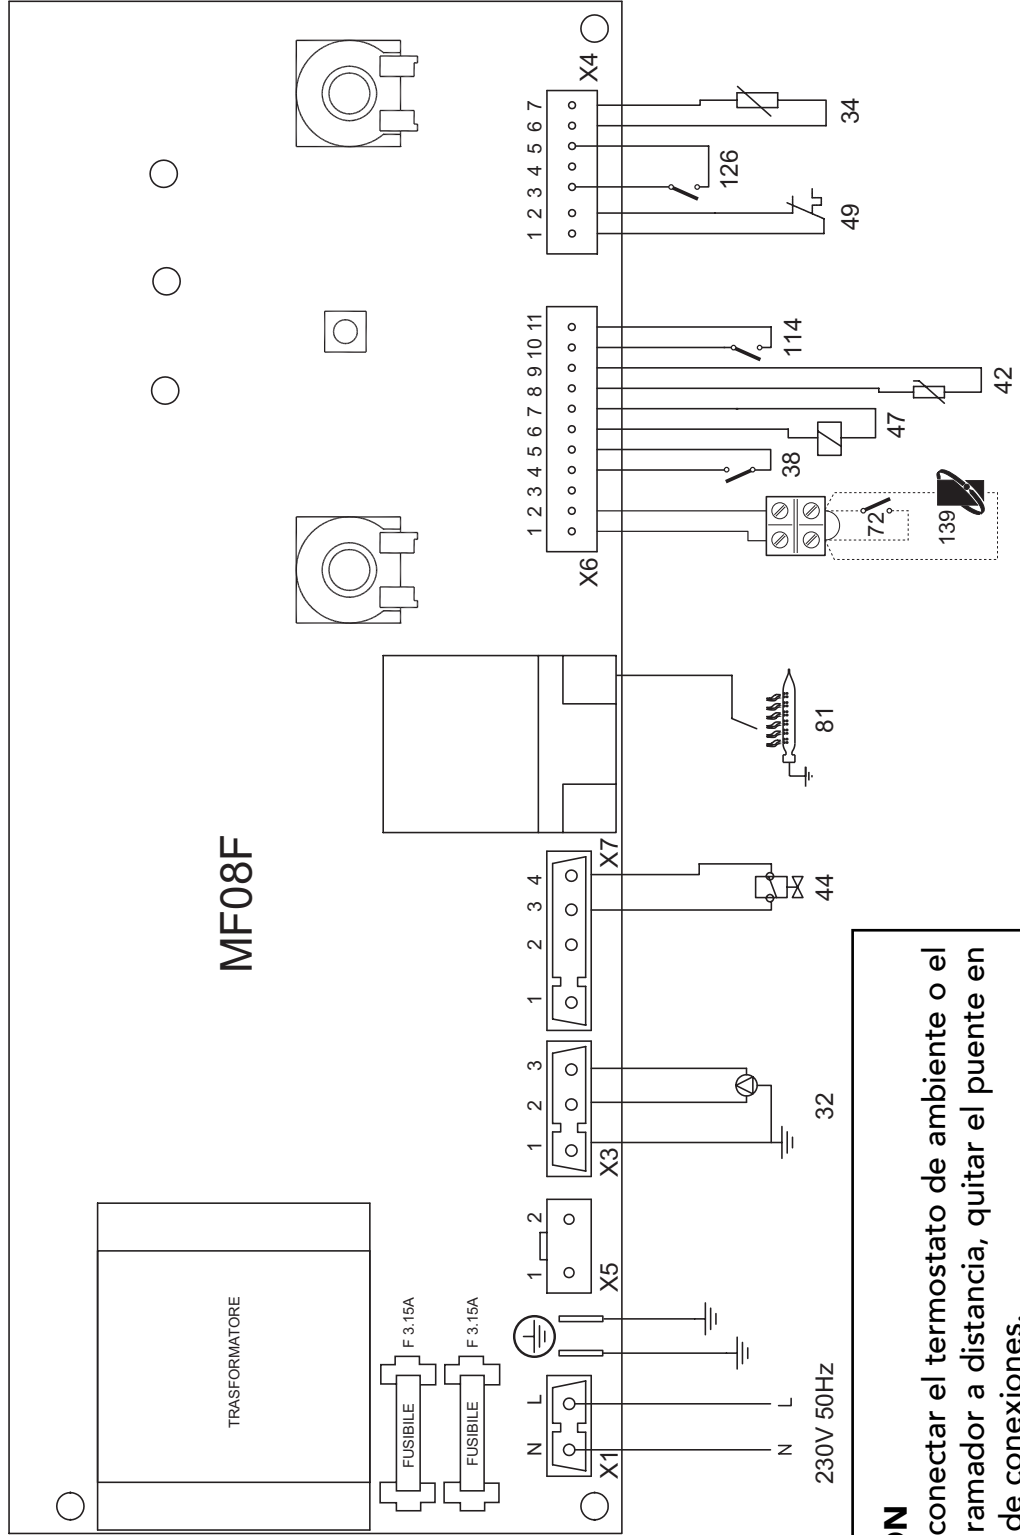 MF08F
TRASFORMATORE
FUSIBILE
F 3.15A
FUSIBILE
F 3.15A
N L
X1
N L
230V 50Hz
1 2
X5
1 2 3
X3
32
1 2 3 4
X7
44
81
1 2 3 4 5 6 7 8 9 10 11
X6
72
139
38
47
42
114
1 2 3 4 5 6 7
X4
49
126
34
conectar el termostato de ambiente o el
a distancia, quitar el puente en
de conexiones.